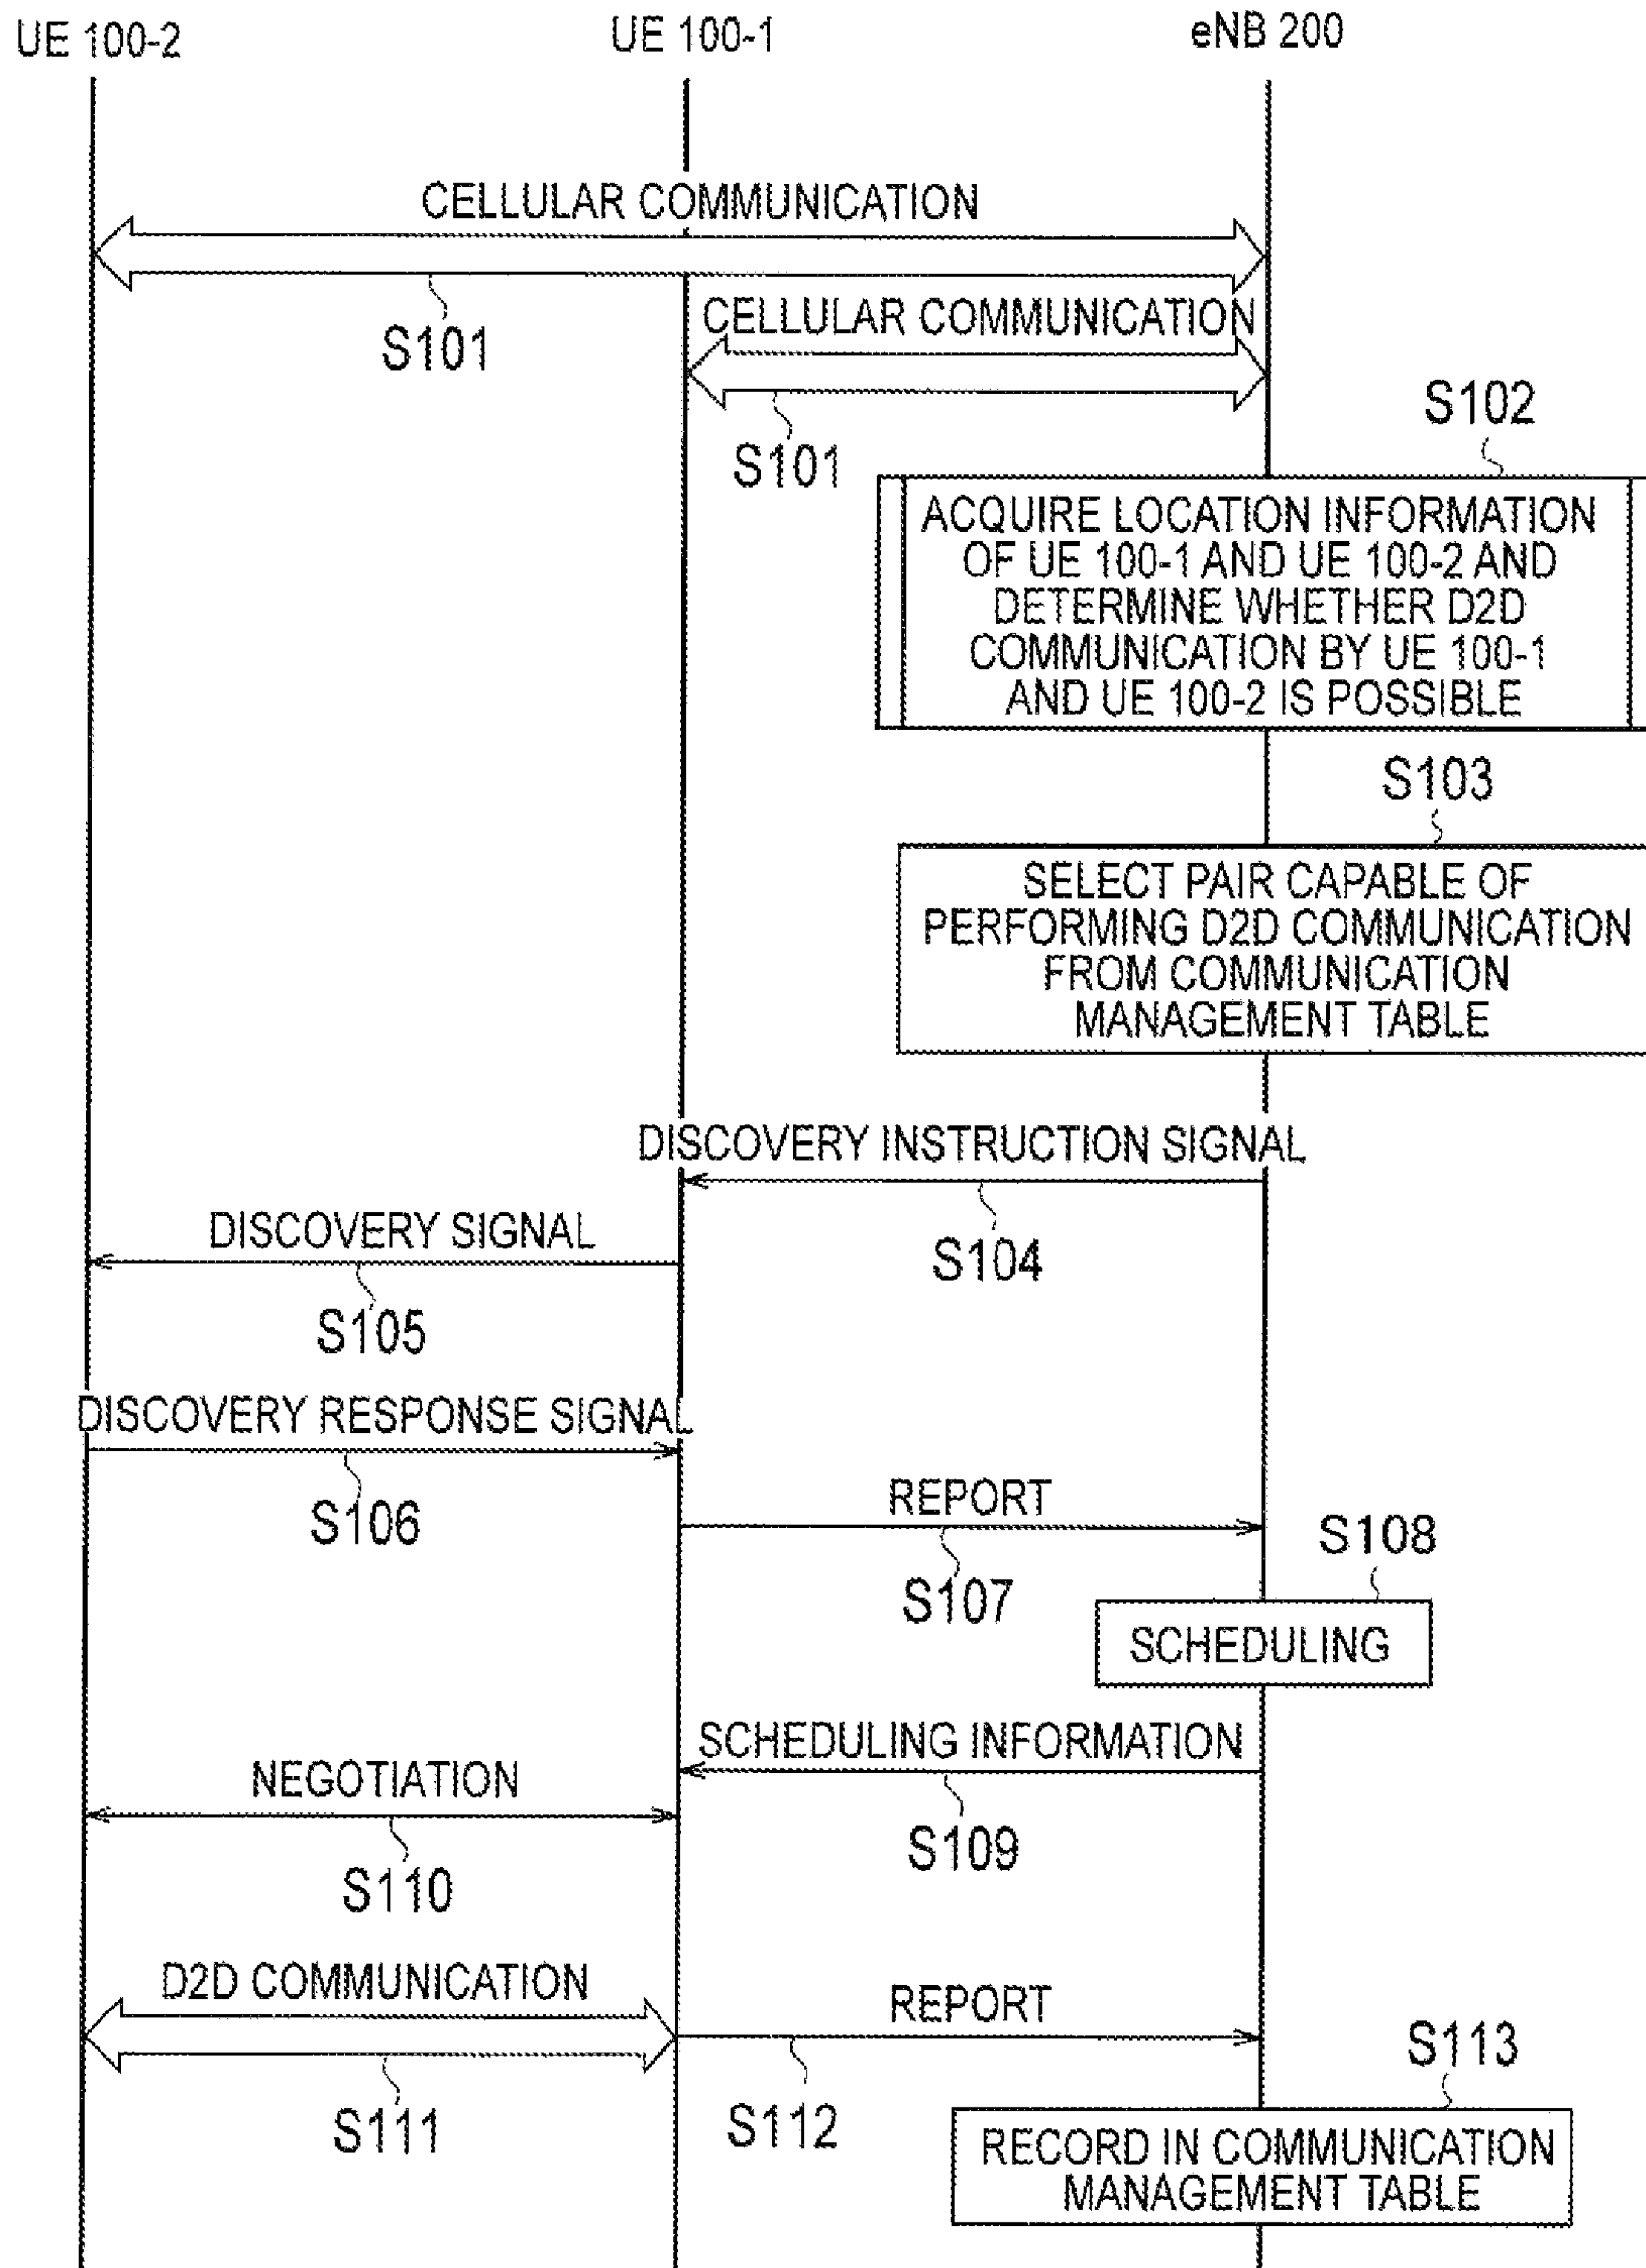 UE 100-2
UE 100-1
eNB 200
CELLULAR COMMUNICATION
S101
CELLULAR COMMUNICATION
S101
S102
ACQUIRE LOCATION INFORMATION
OF UE 100-1 AND UE 100-2 AND
DETERMINE WHETHER D2D
COMMUNICATION BY UE 100-1
AND UE 100-2 IS POSSIBLE
S103
SELECT PAIR CAPABLE OF
PERFORMING D2D COMMUNICATION
FROM COMMUNICATION
MANAGEMENT TABLE
DISCOVERY INSTRUCTION SIGNAL
S104
DISCOVERY SIGNAL
S105
DISCOVERY RESPONSE SIGNAL
S106
REPORT
S107
S108
SCHEDULING
SCHEDULING INFORMATION
S109
NEGOTIATION
S110
D2D COMMUNICATION
S111
REPORT
S112
S113
RECORD IN COMMUNICATION
MANAGEMENT TABLE